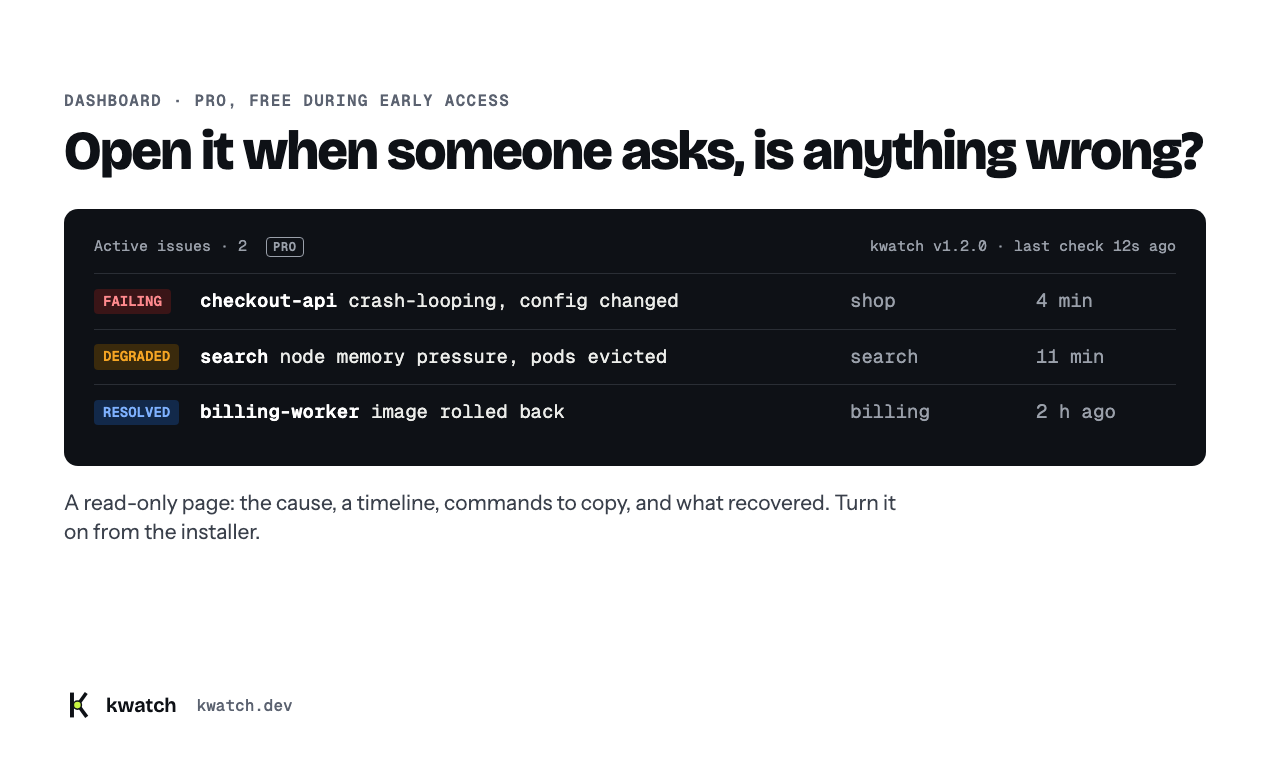 DASHBOARD · PRO, FREE DURING EARLY ACCESS
Open it when someone asks, is anything wrong?
Active issues · 2 PRO kwatch v1.2.0 · last check 12s ago
FAILING checkout-api crash-looping, config changed shop 4 min
DEGRADED search node memory pressure, pods evicted search 11 min
RESOLVED billing-worker image rolled back billing 2 h ago
A read-only page: the cause, a timeline, commands to copy, and what recovered. Turn it
on from the installer.
kwatch kwatch.dev